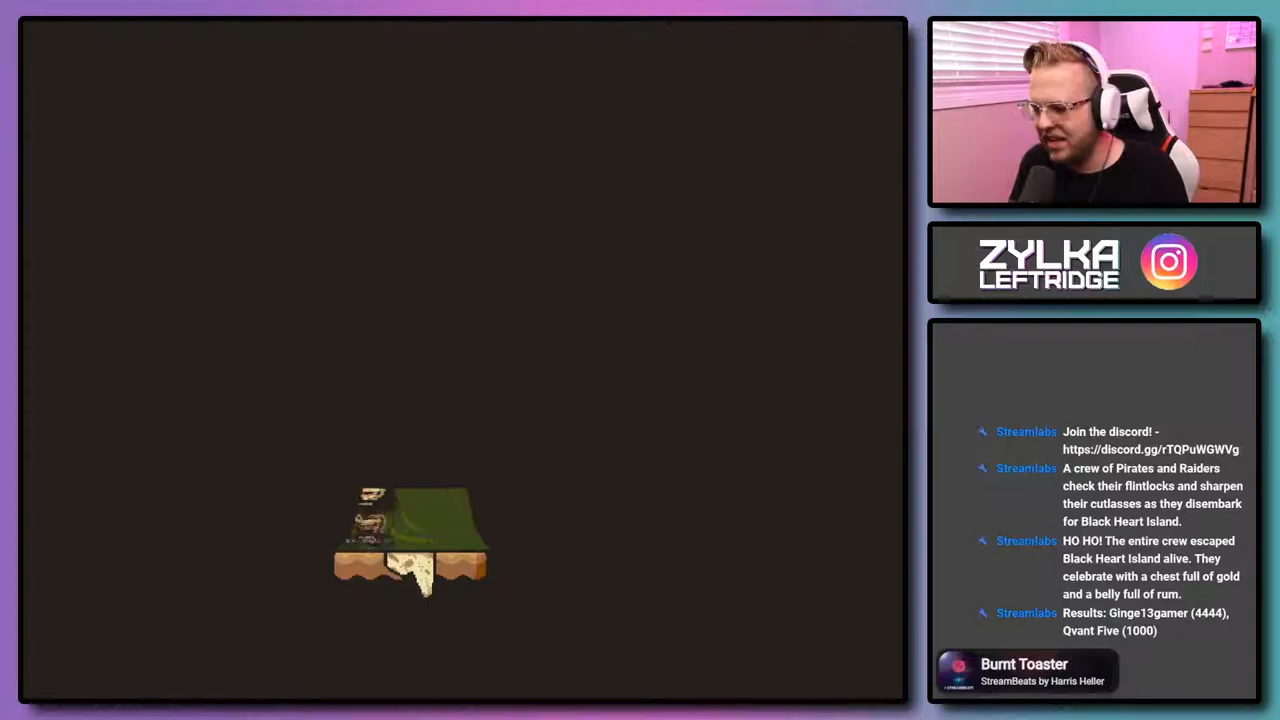 ZYLKA
LEFTRIDGE
Streamlabs Join the discord! -
https://discord.gg/rTQPuWGWVg
Streamlabs A crew of Pirates and Raiders
check their flintlocks and sharpen
their cutlasses as they disembark
for Black Heart Island.
Streamlabs HO HO! The entire crew escaped
Black Heart Island alive. They
celebrate with a chest full of gold
and a belly full of rum.
Streamlabs Results: Ginge13gamer (4444),
Qvant Five (1000)
Burnt Toaster
StreamBeats by Harris Heller